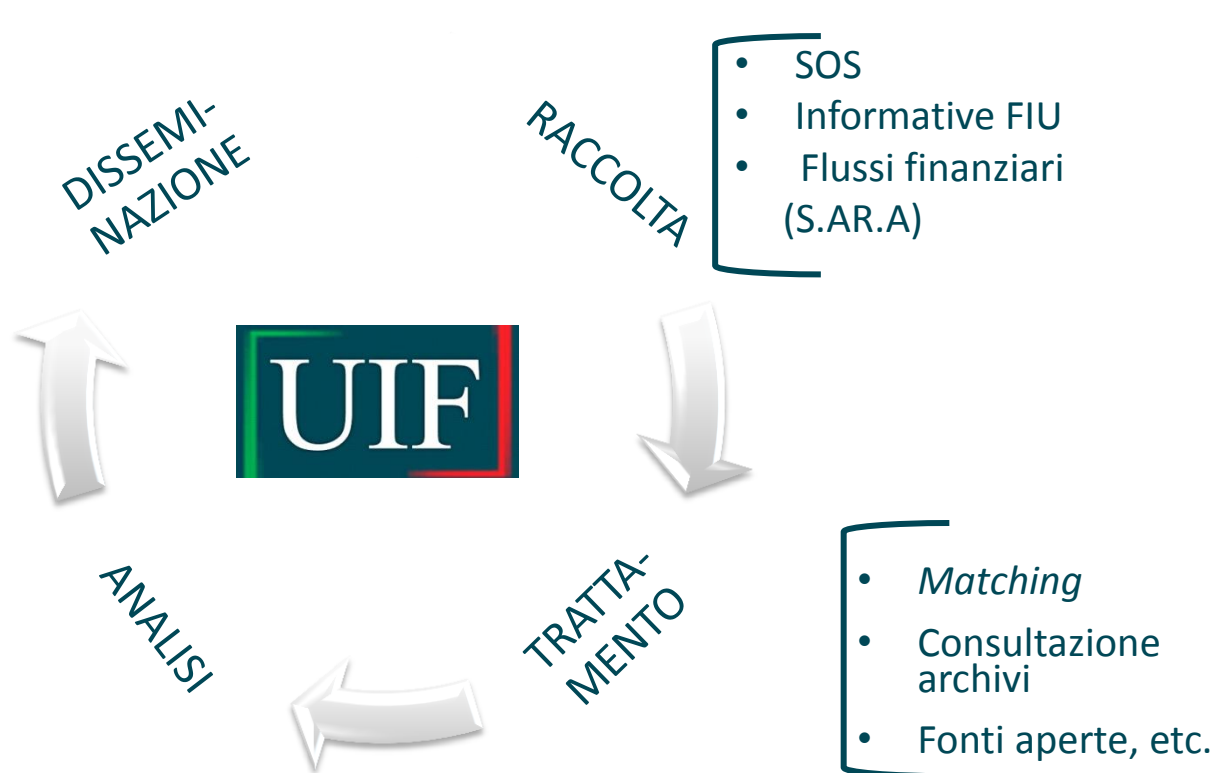 DISSEMI-
NAZIONE
RACCOLTA
• SOS
• Informative FIU
• Flussi finanziari
(S.AR.A)
UIF
ANALISI
TRATTA-
MENTO
• Matching
• Consultazione
archivi
• Fonti aperte, etc.